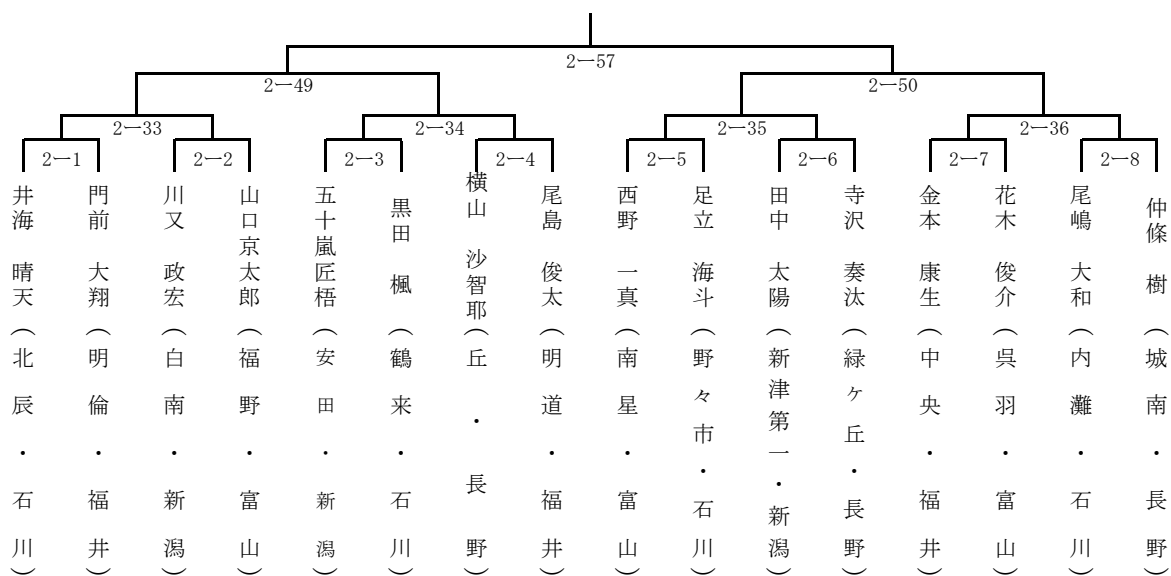 2—57
2—49
2—50
2—33
2—34
2—35
2—36
2—1
2—2
2—3
2—4
2—5
2—6
2—7
2—8
井海 晴天(北辰・石川)
門前 大翔(明倫・福井)
川又 政宏(白南・新潟)
山口京太郎(福野・富山)
五十嵐匠梧(安田・新潟)
黒田 楓(鶴来・石川)
横山 沙智耶(丘・長野)
尾島 俊太(明道・福井)
西野 一真(南星・富山)
足立 海斗(野々市・石川)
田中 太陽(新津第一・新潟)
寺沢 奏汰(緑ヶ丘・長野)
金本 康生(中央・福井)
花木 俊介(呉羽・富山)
尾嶋 大和(内灘・石川)
仲條 樹(城南・長野)